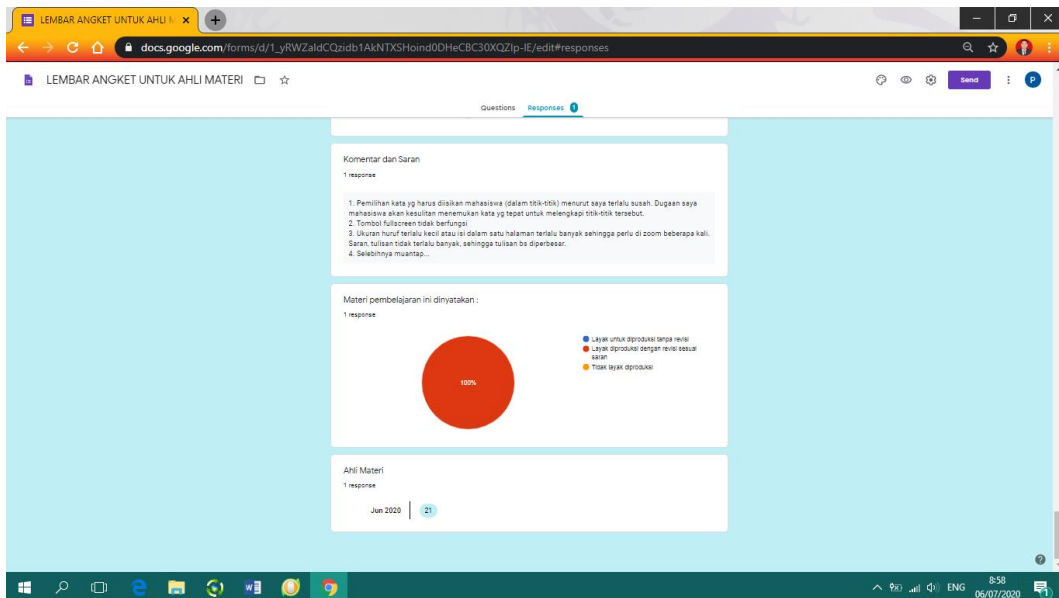 LEMBAR ANGKET UNTUK AHLI M
docs.google.com/forms/d/1_yRWZaldCQzidb1AkNTXSHoind0DHeCBC30XQZIp-IE/edit#responses
LEMBAR ANGKET UNTUK AHLI MATERI
Send
P
Questions Responses 1
Komentar dan Saran
1 response
1. Pemilihan kata yg harus diisikan mahasiswa (dalam titik-titik) menurut saya terlalu susah. Dugaan saya
mahasiswa akan kesulitan menemukan kata yg tepat untuk melengkapi titik-titik tersebut.
2. Tombol fullscreen tidak berfungsi
3. Ukuran huruf terlalu kecil atau isi dalam satu halaman terlalu banyak sehingga perlu di zoom beberapa kali.
Saran, tulisan tidak terlalu banyak, sehingga tulisan bs diperbesar.
4. Selebihnya muantap...
Materi pembelajaran ini dinyatakan :
1 response
100%
Layak untuk diproduksi tanpa revisi
Layak diproduksi dengan revisi sesuai
saran
Tidak layak diproduksi
Ahli Materi
1 response
Jun 2020 21
ENG
8:58
06/07/2020